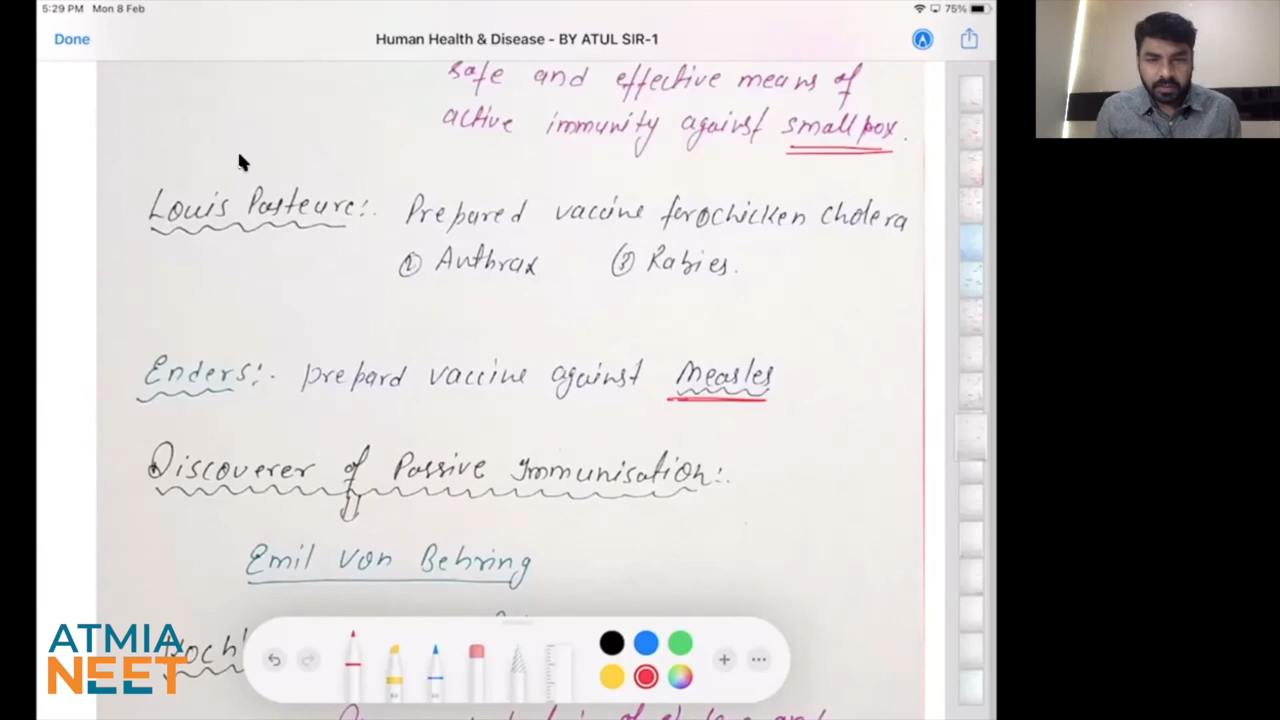 5:29 PM Mon 8 Feb
75%
Done
Human Health & Disease - BY ATUL SIR-1
safe and effective means of
active immunity against small pox.
Louis Pasteure:. Prepared vaccine for ① chicken cholera
② Anthrax ③ Rabies.
Enders:. prepard vaccine against Measles
Discoverer of Passive Immunisation:.
Emil Von Behring
ATMIA
NEET
Koch